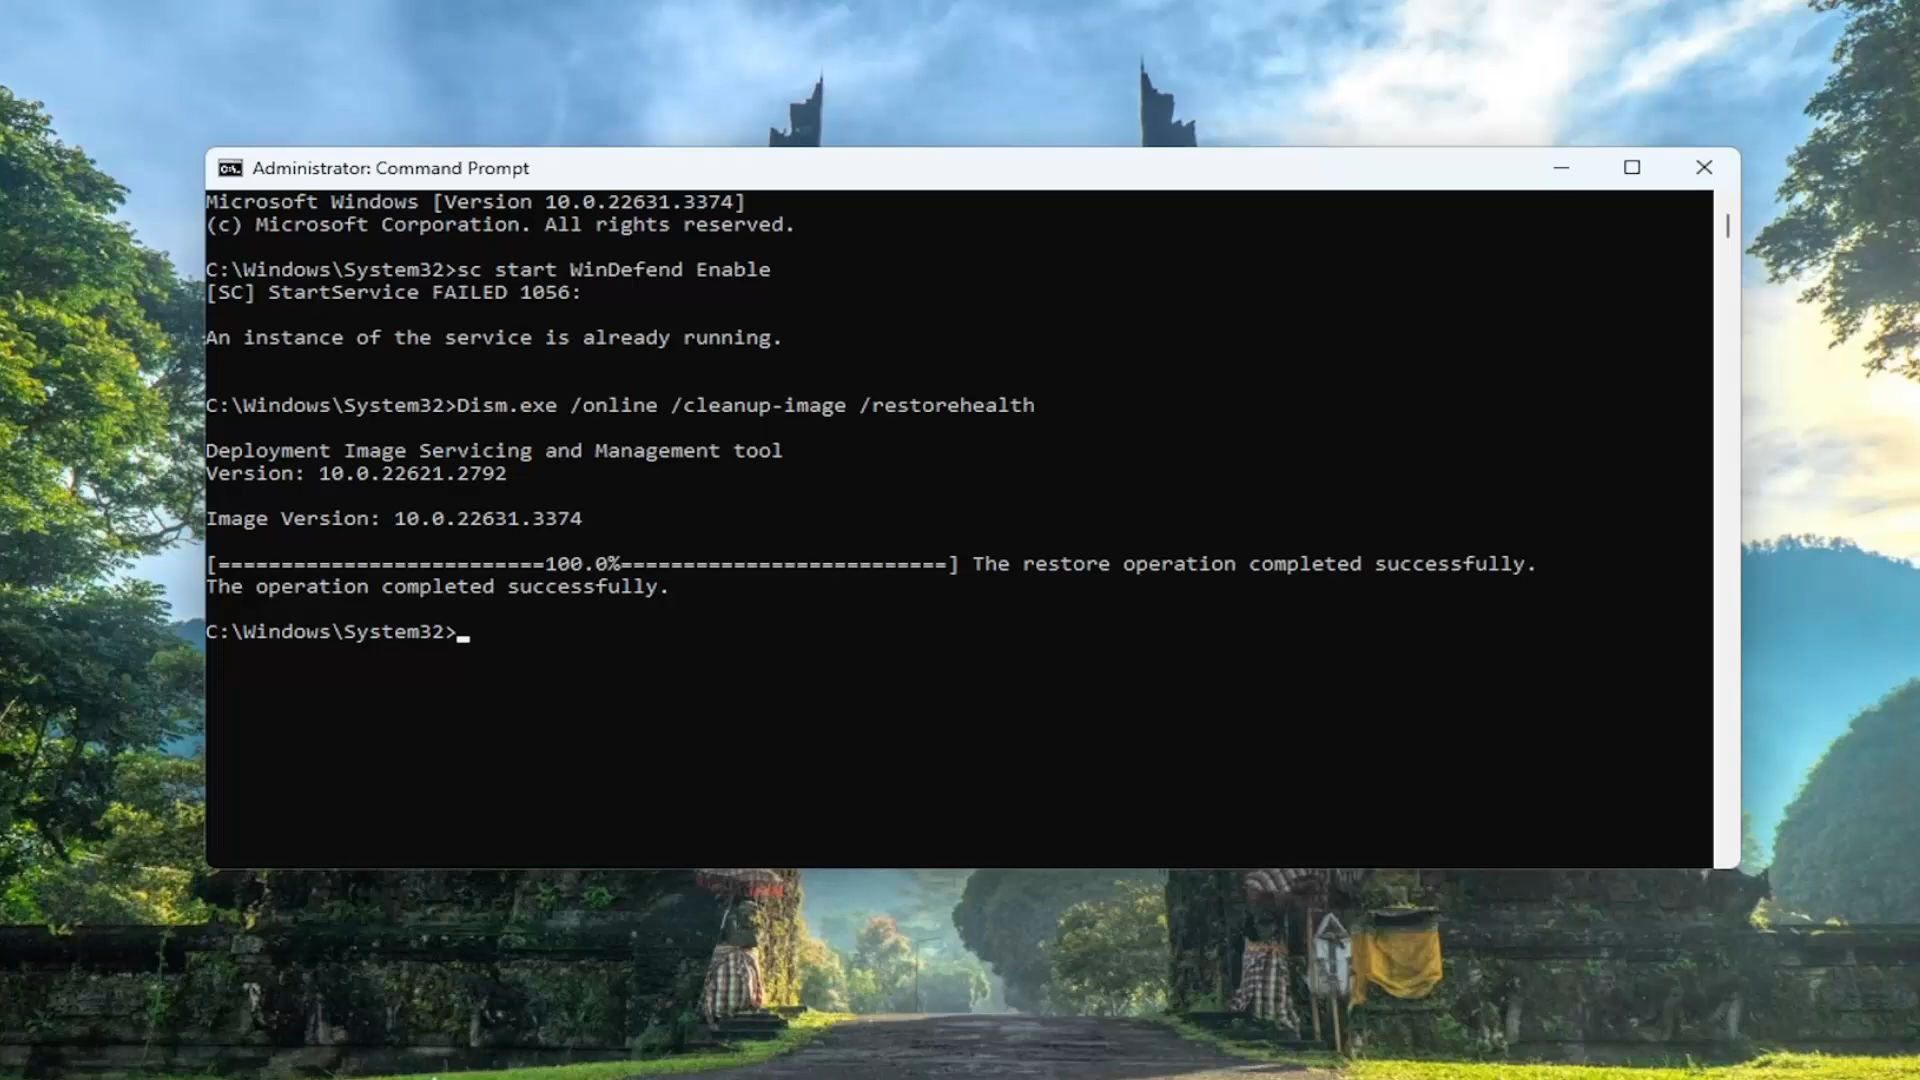 Administrator: Command Prompt
Microsoft Windows [Version 10.0.22631.3374]
(c) Microsoft Corporation. All rights reserved.
C:\Windows\System32>sc start WinDefend Enable
[SC] StartService FAILED 1056:
An instance of the service is already running.
C:\Windows\System32>Dism.exe /online /cleanup-image /restorehealth
Deployment Image Servicing and Management tool
Version: 10.0.22621.2792
Image Version: 10.0.22631.3374
[==========================100.0%==========================] The restore operation completed successfully.
The operation completed successfully.
C:\Windows\System32>